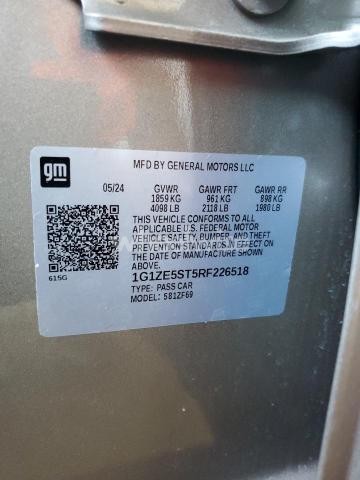 gm
MFD BY GENERAL MOTORS LLC
05/24 GVWR GAWR FRT GAWR RR
1859 KG 961 KG 898 KG
4098 LB 2118 LB 1980 LB
THIS VEHICLE CONFORMS TO ALL
APPLICABLE U.S. FEDERAL MOTOR
VEHICLE SAFETY, BUMPER, AND THEFT
PREVENTION STANDARDS IN EFFECT ON
THE DATE OF MANUFACTURE SHOWN
ABOVE.
615G
1G1ZE5ST5RF226518
TYPE: PASS CAR
MODEL: 581ZF69